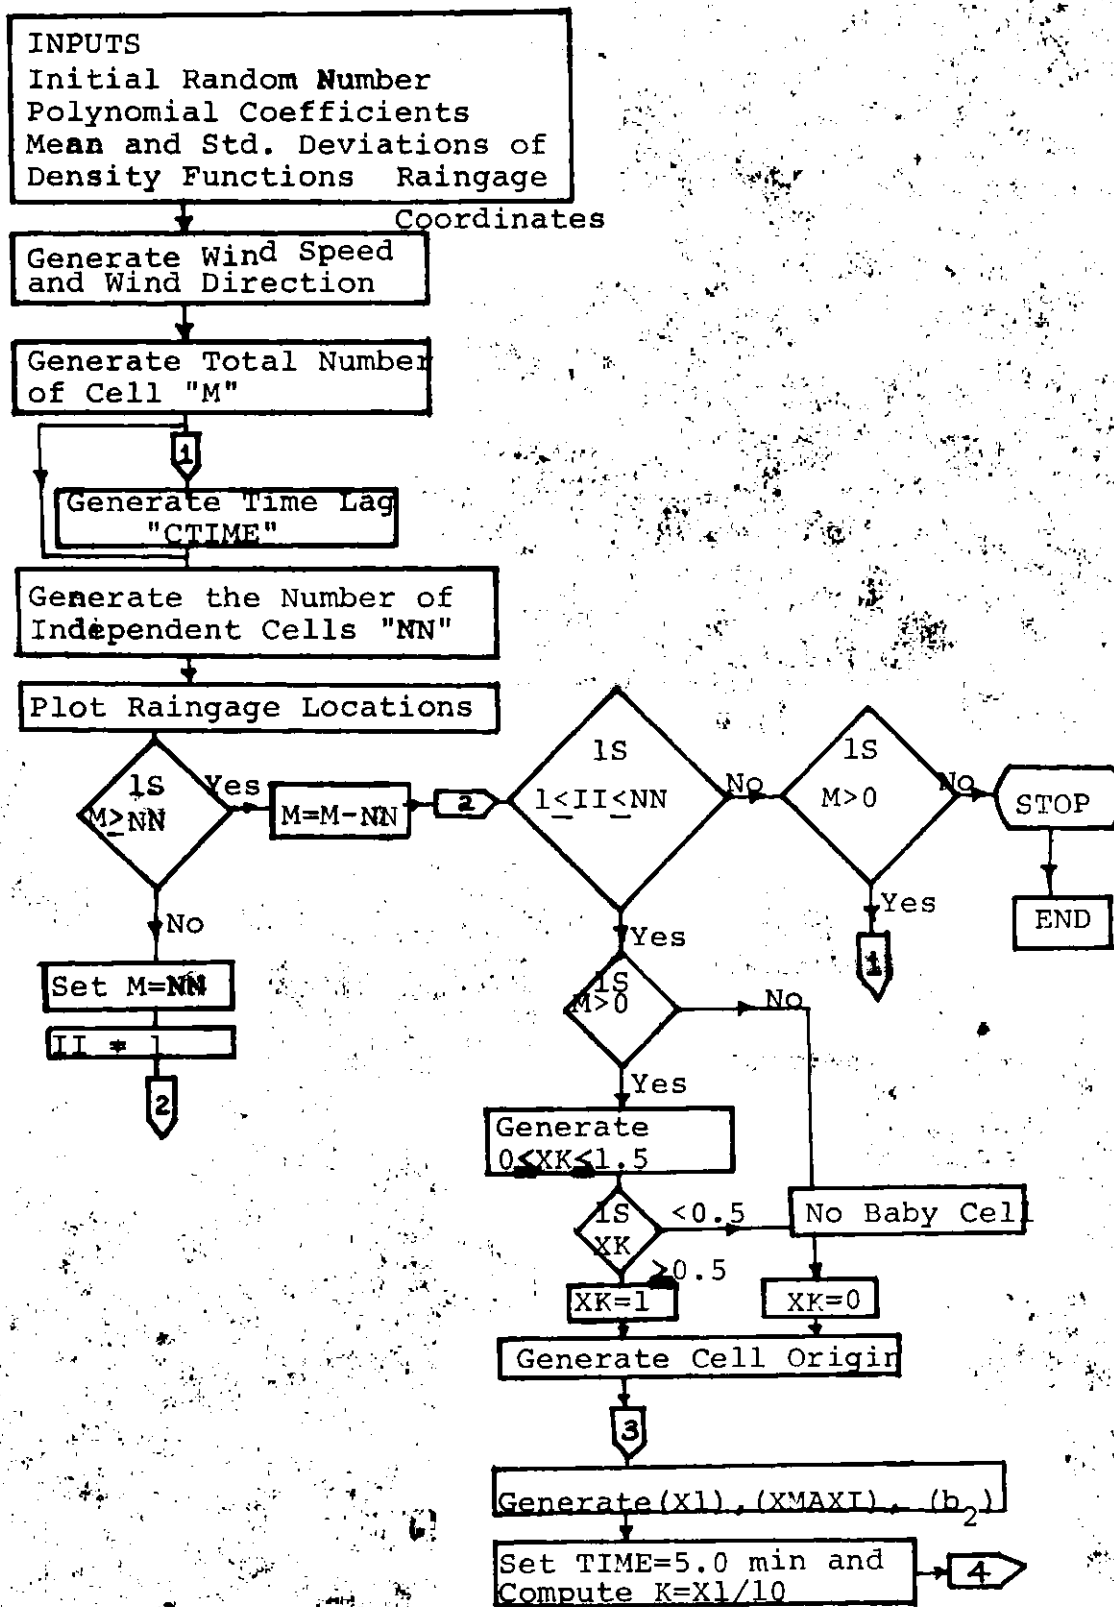 INPUTS
Initial Random Number
Polynomial Coefficients
Mean and Std. Deviations of
Density Functions Raingage
Coordinates
Generate Wind Speed
and Wind Direction
Generate Total Number
of Cell "M"
1
Generate Time Lag
"CTIME"
Generate the Number of
Independent Cells "NN"
Plot Raingage Locations
1S
M≥NN
Yes
M=M-NN
2
1S
1≤II≤NN
No
1S
M>0
No
STOP
END
Yes
1
No
Set M=NN
II = 1
2
Yes
1S
M>0
No
Yes
Generate
0≤XK≤1.5
1S
XK
<0.5
No Baby Cell
≥0.5
XK=1
XK=0
Generate Cell Origin
3
Generate(X1),(XMAXI), (b₂)
Set TIME=5.0 min and
Compute K=X1/10
4